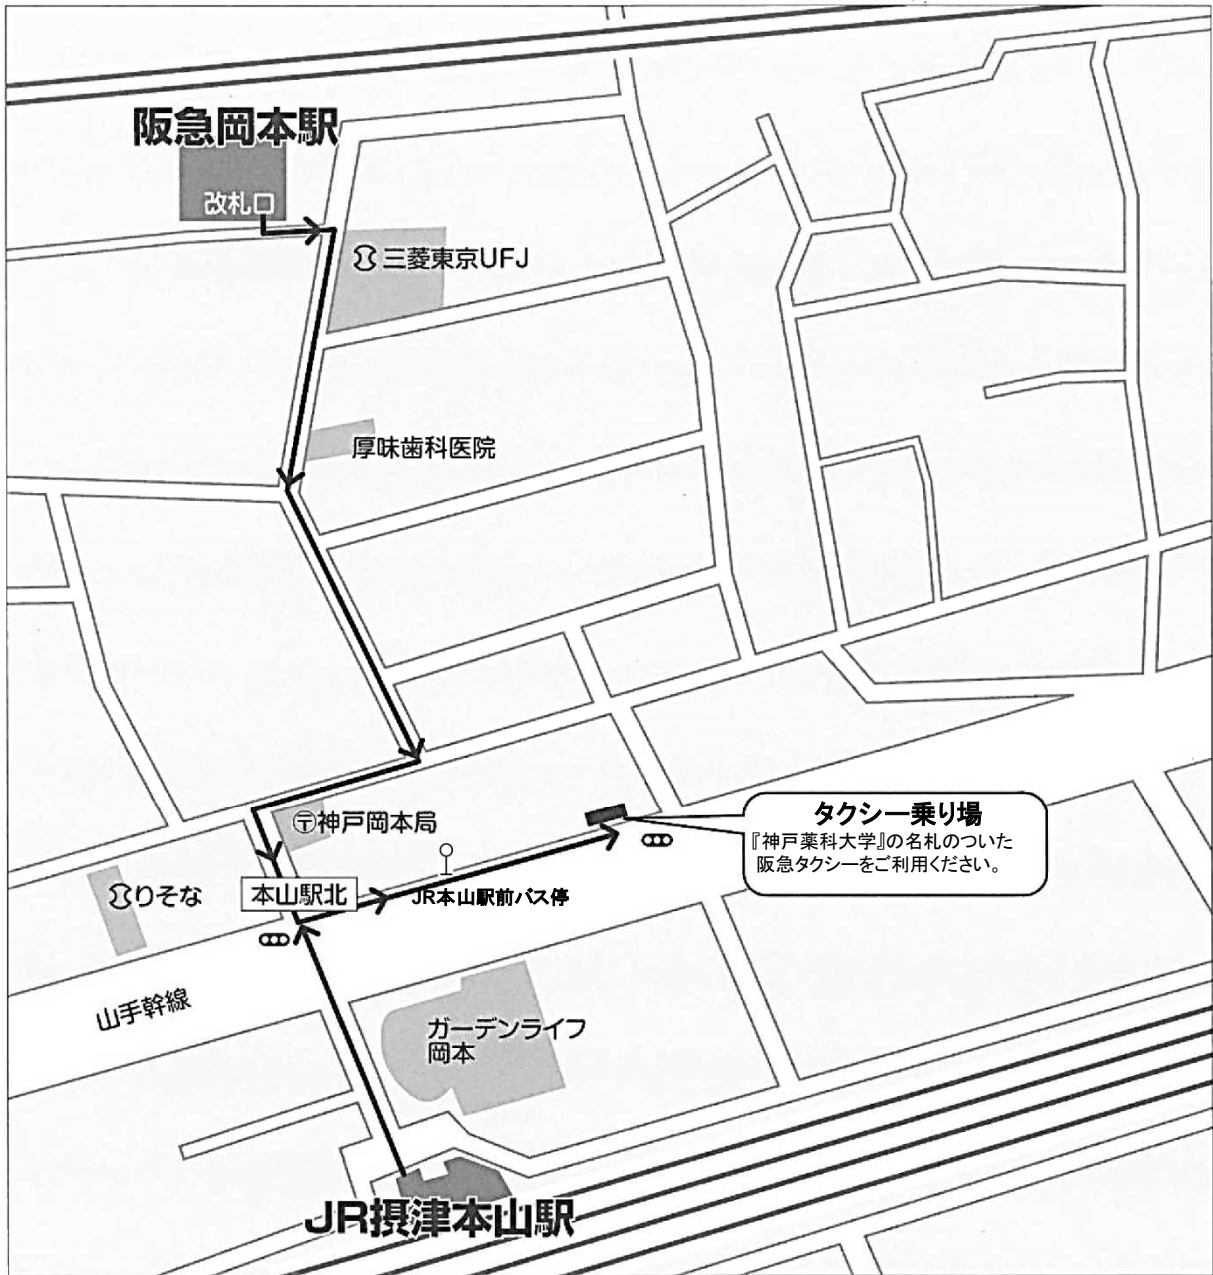 阪急岡本駅
改札口
三菱東京UFJ
厚味歯科医院
〒神戸岡本局
タクシー乗り場
『神戸薬科大学』の名札のついた
阪急タクシーをご利用ください。
りそな
本山駅北
JR本山駅前バス停
山手幹線
ガーデンライフ
岡本
JR摂津本山駅